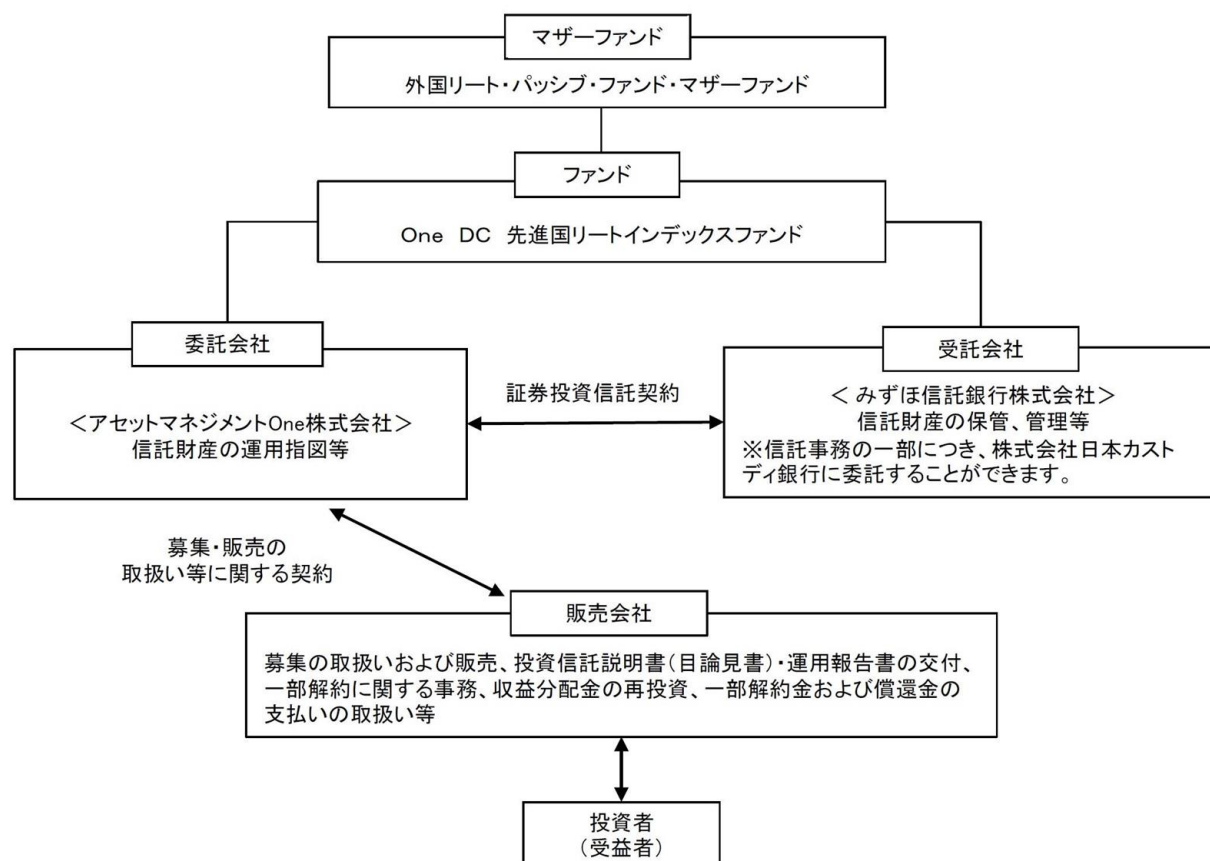 マザーファンド
外国リート・パッシブ・ファンド・マザーファンド
ファンド
One DC 先進国リートインデックスファンド
委託会社
＜アセットマネジメントOne株式会社＞
信託財産の運用指図等
証券投資信託契約
受託会社
＜みずほ信託銀行株式会社＞
信託財産の保管、管理等
※信託事務の一部につき、株式会社日本カスト
ディ銀行に委託することができます。
募集・販売の
取扱い等に関する契約
販売会社
募集の取扱いおよび販売、投資信託説明書（目論見書）・運用報告書の交付、
一部解約に関する事務、収益分配金の再投資、一部解約金および償還金の
支払いの取扱い等
投資者
（受益者）